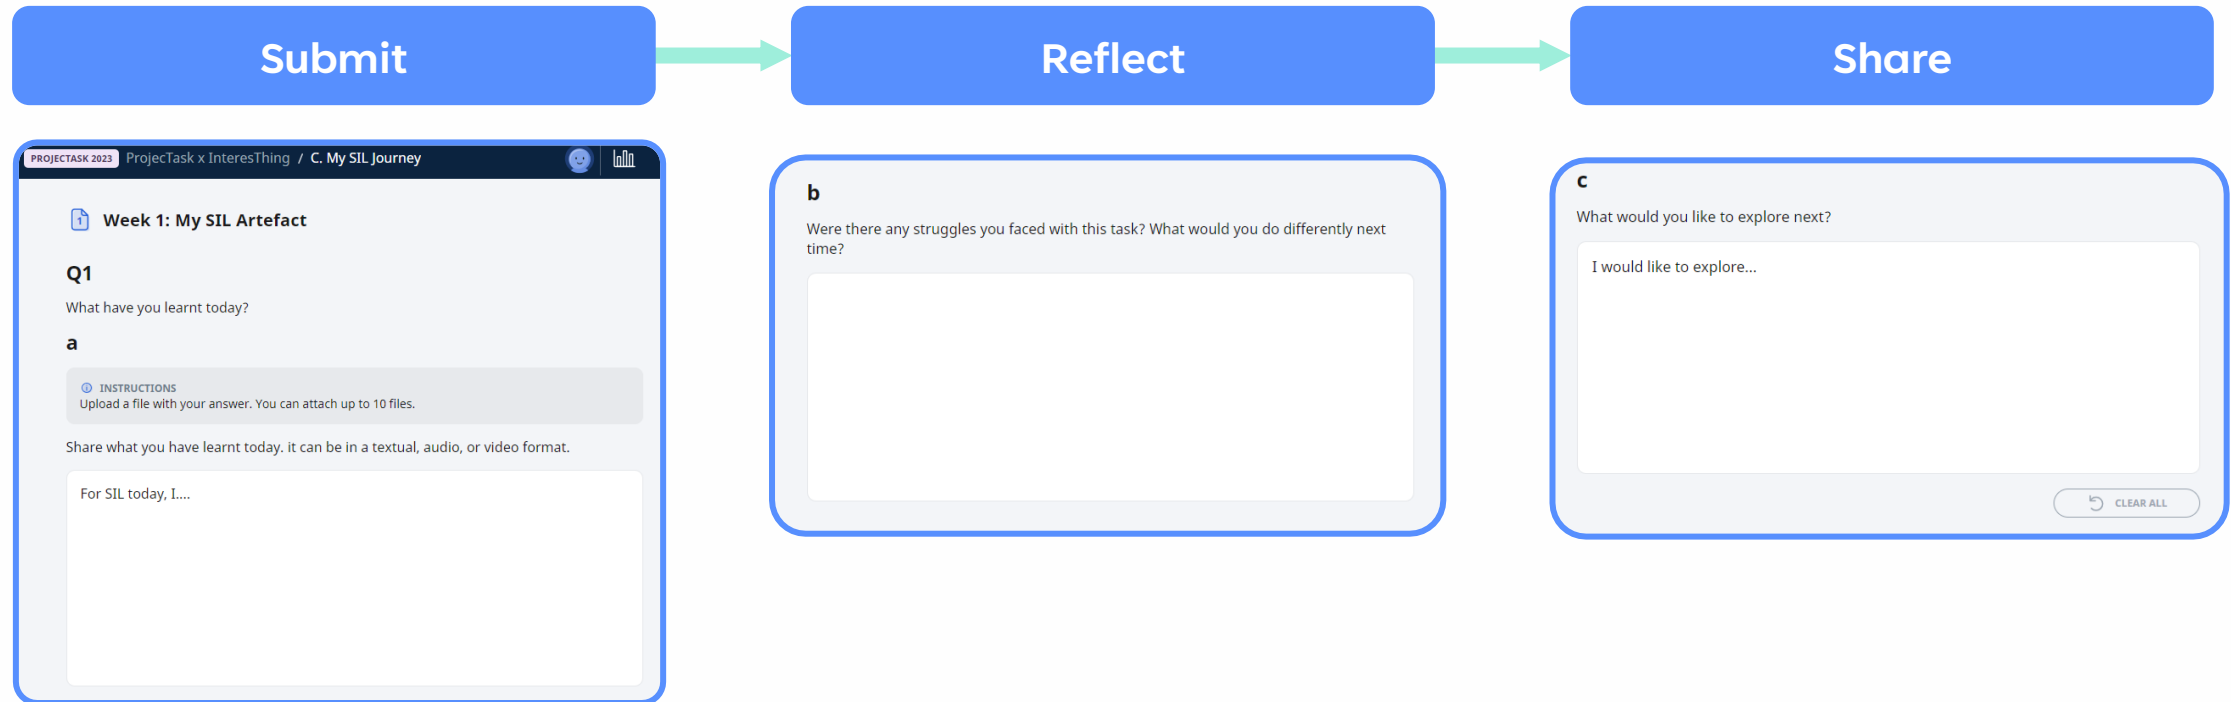 Submit
Reflect
Share
PROJECTASK 2023 ProjecTask x InteresThing / C. My SIL Journey
1
Week 1: My SIL Artefact
Q1
What have you learnt today?
a
INSTRUCTIONS
Upload a file with your answer. You can attach up to 10 files.
Share what you have learnt today. it can be in a textual, audio, or video format.
For SIL today, I....
b
Were there any struggles you faced with this task? What would you do differently next
time?
c
What would you like to explore next?
I would like to explore...
CLEAR ALL